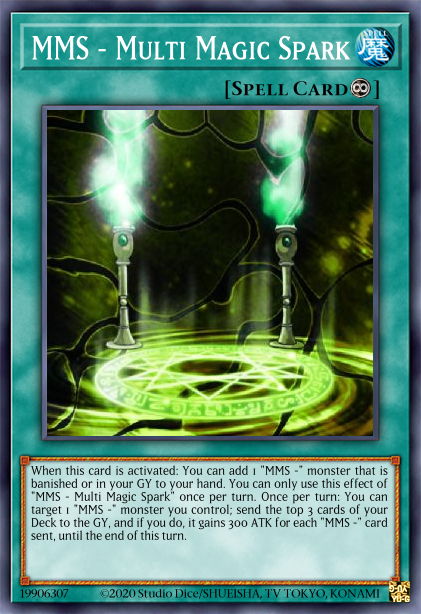 MMS - Multi Magic Spark
SPELL
魔
[Spell Card]
When this card is activated: You can add 1 "MMS -" monster that is
banished or in your GY to your hand. You can only use this effect of
"MMS - Multi Magic Spark" once per turn. Once per turn: You can
target 1 "MMS -" monster you control; send the top 3 cards of your
Deck to the GY, and if you do, it gains 300 ATK for each "MMS -" card
sent, until the end of this turn.
19906307
©2020 Studio Dice/SHUEISHA, TV TOKYO, KONAMI